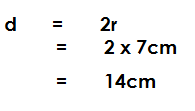 d = 2r
= 2 x 7cm
= 14cm